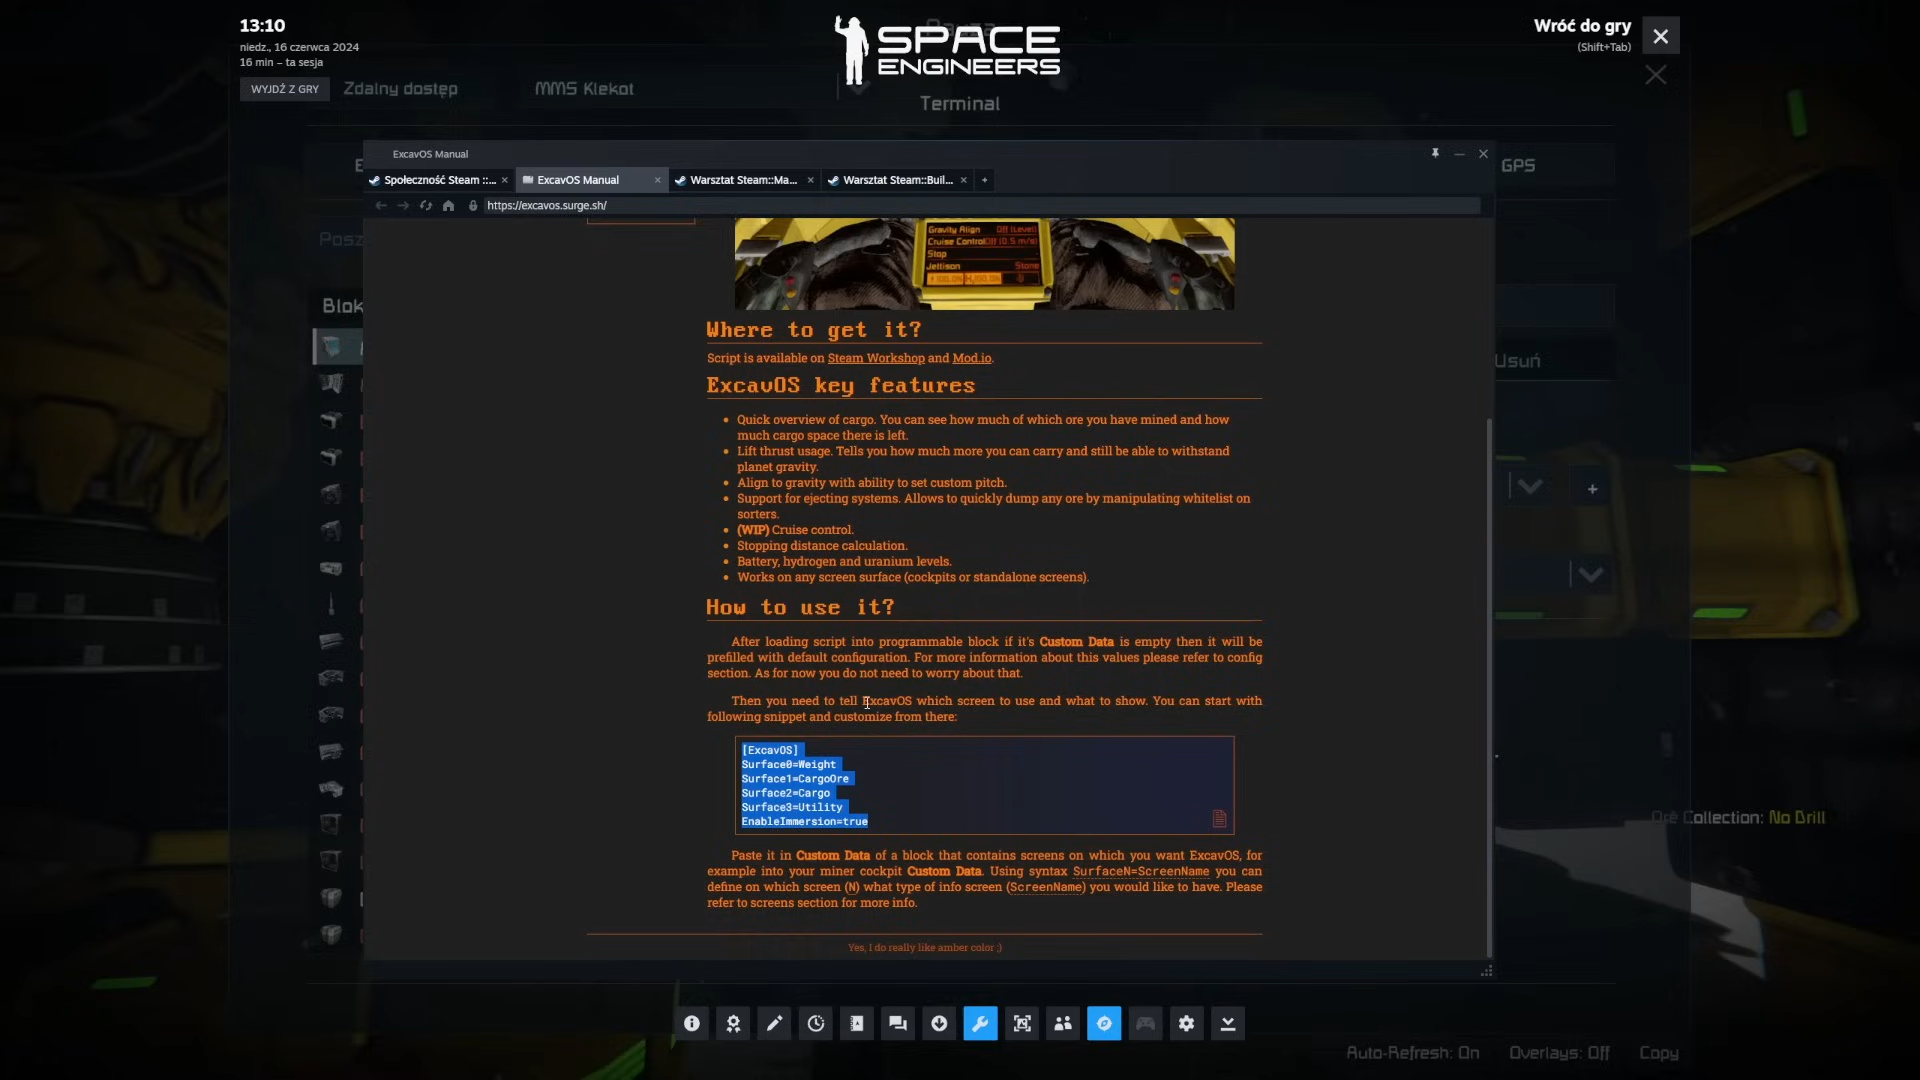 13:10
niedz., 16 czerwca 2024
16 min – ta sesja
WYJDŹ Z GRY
Zdalny dostęp
MMS Klekot
SPACE
ENGINEERS
Terminal
Wróć do gry
(Shift+Tab)
GPS
ExcavOS Manual
Społeczność Steam ::...
ExcavOS Manual
Warsztat Steam::Ma...
Warsztat Steam::Buil...
https://excavos.surge.sh/
Posz
Blok
Usuń
Gravity Align Off (Level)
Cruise Control Off (0.5 m/s)
Stop
Jettison Stone
Where to get it?
Script is available on Steam Workshop and Mod.io.
ExcavOS key features
• Quick overview of cargo. You can see how much of which ore you have mined and how
much cargo space there is left.
• Lift thrust usage. Tells you how much more you can carry and still be able to withstand
planet gravity.
• Align to gravity with ability to set custom pitch.
• Support for ejecting systems. Allows to quickly dump any ore by manipulating whitelist on
sorters.
• (WIP) Cruise control.
• Stopping distance calculation.
• Battery, hydrogen and uranium levels.
• Works on any screen surface (cockpits or standalone screens).
How to use it?
After loading script into programmable block if it's Custom Data is empty then it will be
prefilled with default configuration. For more information about this values please refer to config
section. As for now you do not need to worry about that.
Then you need to tell ExcavOS which screen to use and what to show. You can start with
following snippet and customize from there:
[ExcavOS]
Surface0=Weight
Surface1=CargoOre
Surface2=Cargo
Surface3=Utility
EnableImmersion=true
Paste it in Custom Data of a block that contains screens on which you want ExcavOS, for
example into your miner cockpit Custom Data. Using syntax SurfaceN=ScreenName you can
define on which screen (N) what type of info screen (ScreenName) you would like to have. Please
refer to screens section for more info.
Yes, I do really like amber color ;)
Ore Collection: No Drill
Auto-Refresh: On Overlays: Off Copy